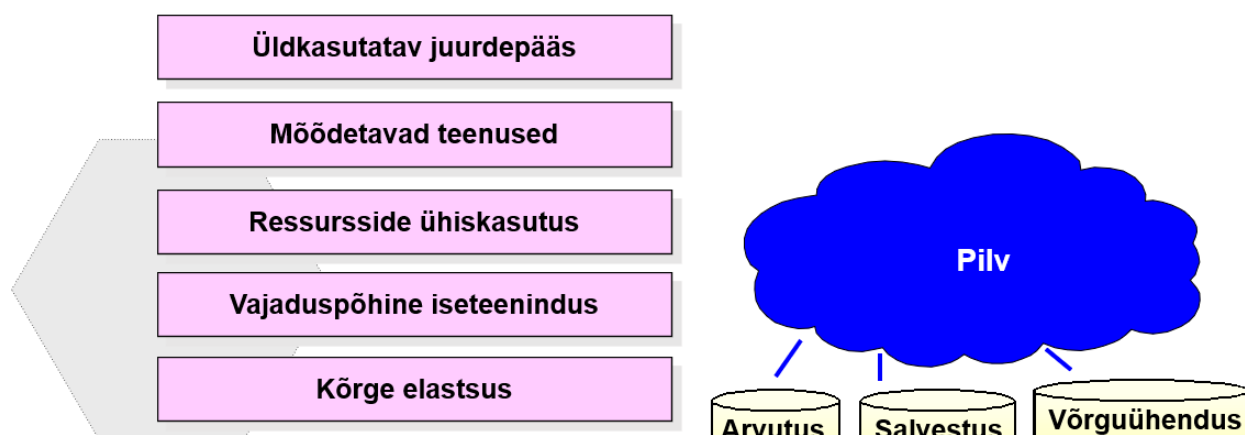 Üldkasutatav juurdepääs
Mõõdetavad teenused
Ressursside ühiskasutus
Vajaduspõhine iseteenindus
Kõrge elastsus
Pilv
Arvutus
Salvestus
Võrguühendus